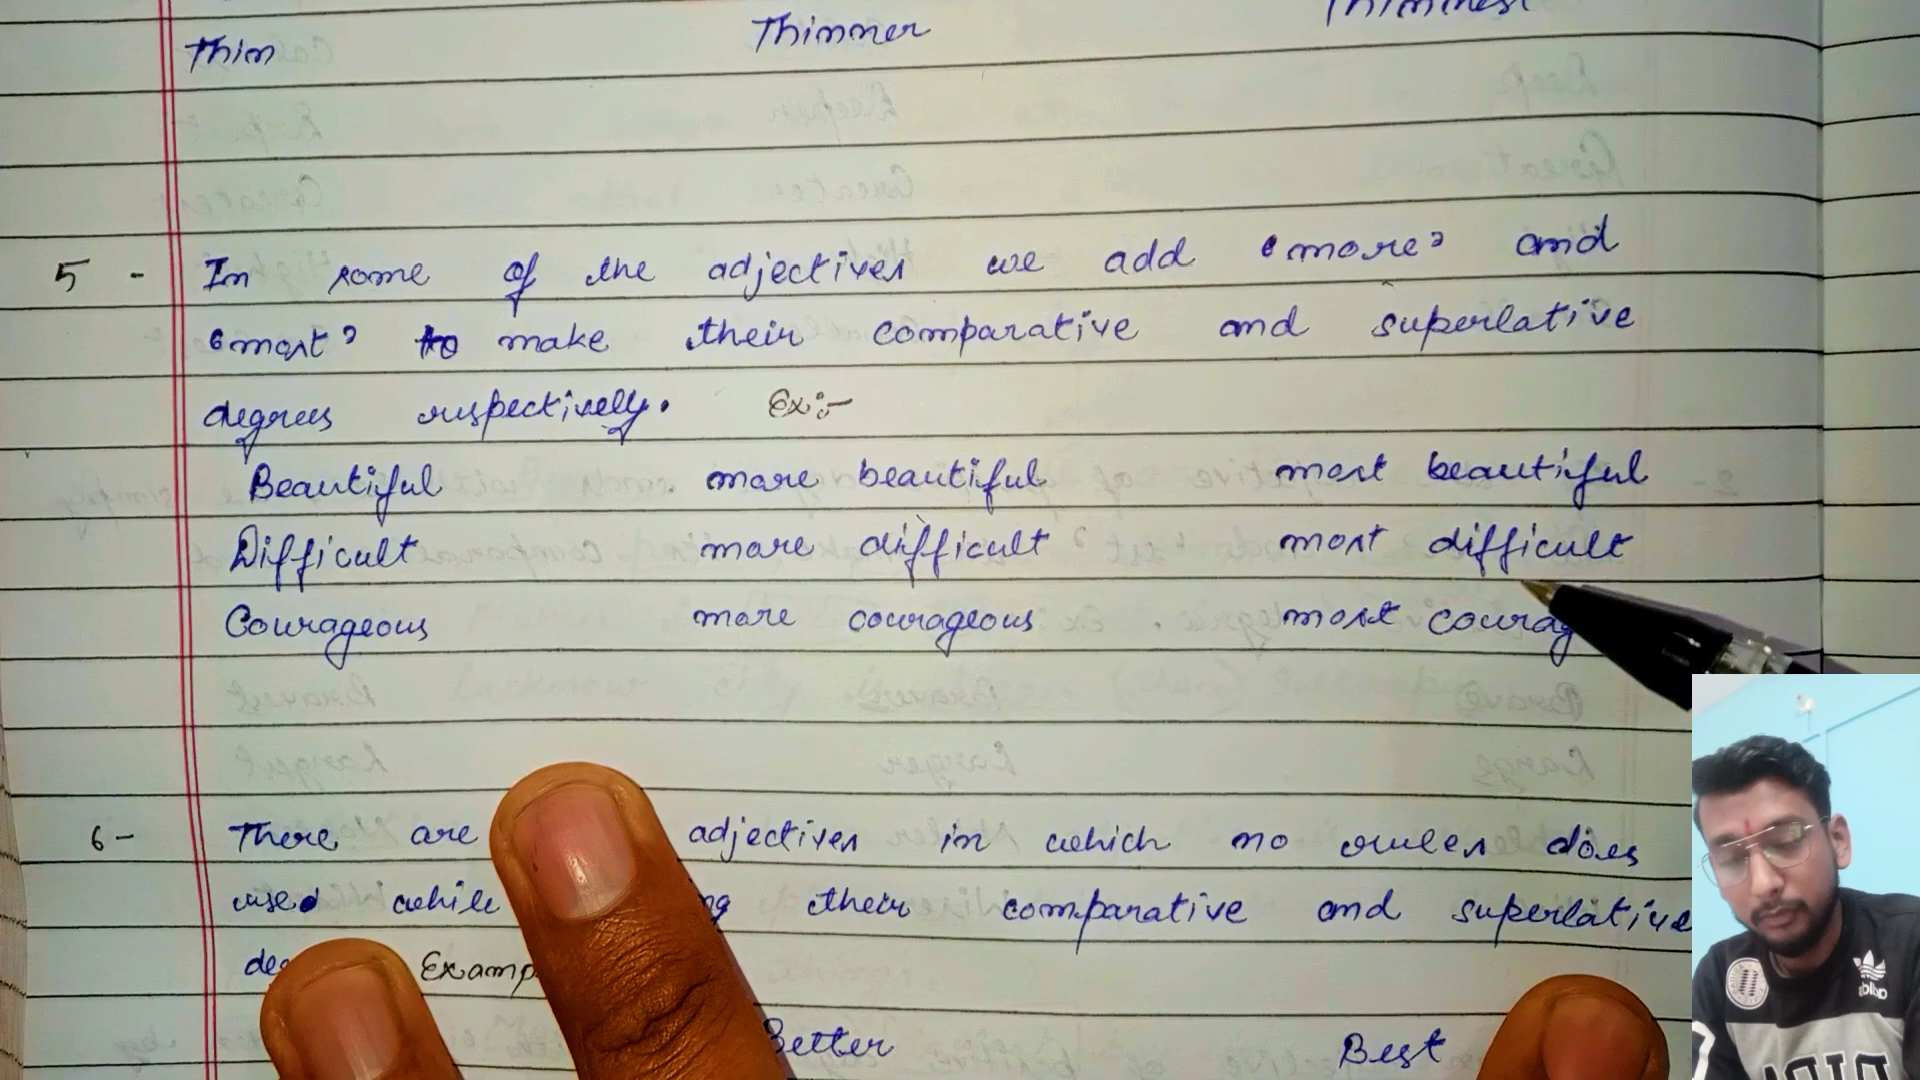 Thin Thinner Thinnest
5 - In some of the adjectives we add 'more' and
'most' to make their comparative and superlative
degrees respectively. Ex:-
Beautiful more beautiful most beautiful
Difficult more difficult most difficult
Courageous more courageous most courag
6- There are adjectives in which no rules does
used while their comparative and superlative
Examp
Better Best